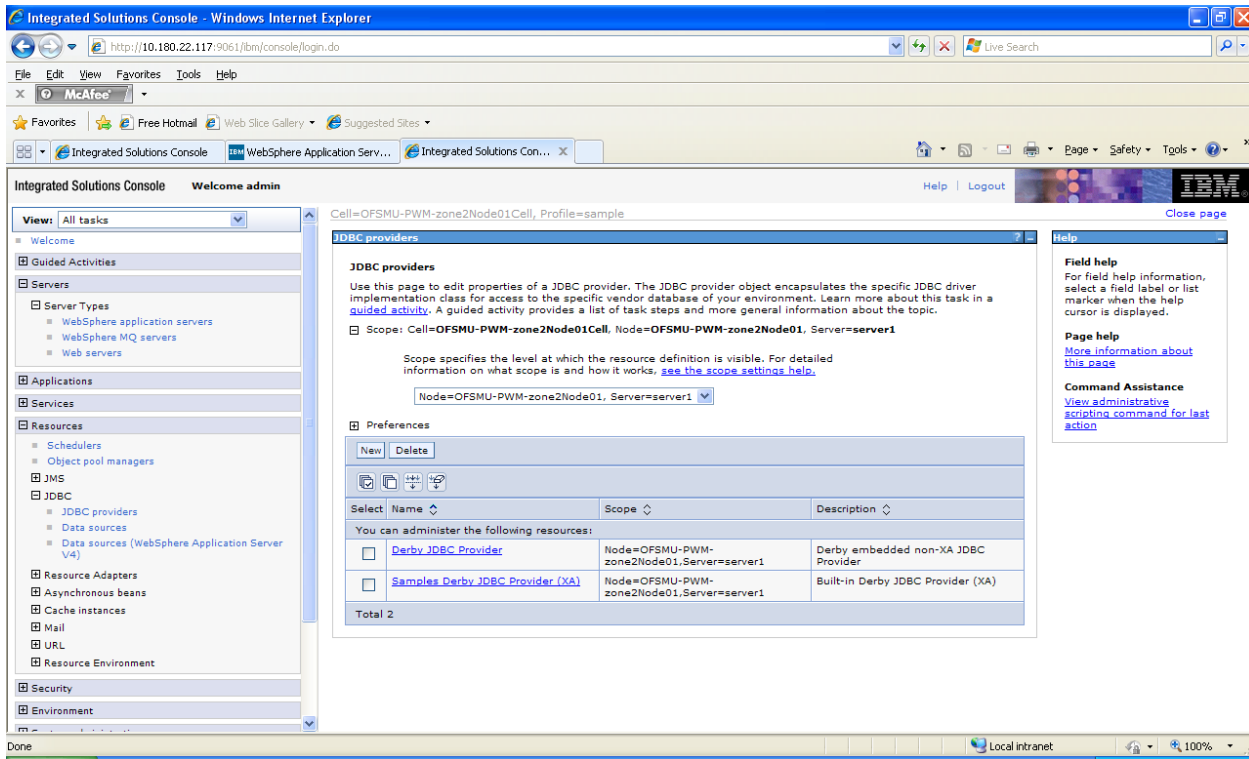 Integrated Solutions Console - Windows Internet Explorer
http://10.180.22.117:9061/ibm/console/login.do
Live Search
File Edit View Favorites Tools Help
x McAfee
Favorites Free Hotmail Web Slice Gallery Suggested Sites
Integrated Solutions Console WebSphere Application Serv... Integrated Solutions Con... X
Page Safety Tools
Integrated Solutions Console Welcome admin
Help | Logout
IBM
View: All tasks
Welcome
Guided Activities
Servers
Server Types
WebSphere application servers
WebSphere MQ servers
Web servers
Applications
Services
Resources
Schedulers
Object pool managers
JMS
JDBC
JDBC providers
Data sources
Data sources (WebSphere Application Server
V4)
Resource Adapters
Asynchronous beans
Cache instances
Mail
URL
Resource Environment
Security
Environment
Cell=OFSMU-PWM-zone2Node01Cell, Profile=sample
Close page
JDBC providers
? -
JDBC providers
Use this page to edit properties of a JDBC provider. The JDBC provider object encapsulates the specific JDBC driver
implementation class for access to the specific vendor database of your environment. Learn more about this task in a
guided activity. A guided activity provides a list of task steps and more general information about the topic.
Scope: Cell=OFSMU-PWM-zone2Node01Cell, Node=OFSMU-PWM-zone2Node01, Server=server1
Scope specifies the level at which the resource definition is visible. For detailed
information on what scope is and how it works, see the scope settings help.
Node=OFSMU-PWM-zone2Node01, Server=server1
Preferences
New Delete
Select Name Scope Description
You can administer the following resources:
Derby JDBC Provider
Node=OFSMU-PWM-
zone2Node01,Server=server1
Derby embedded non-XA JDBC
Provider
Samples Derby JDBC Provider (XA)
Node=OFSMU-PWM-
zone2Node01,Server=server1
Built-in Derby JDBC Provider (XA)
Total 2
Help
Field help
For field help information,
select a field label or list
marker when the help
cursor is displayed.
Page help
More information about
this page
Command Assistance
View administrative
scripting command for last
action
Done
Local intranet
100%